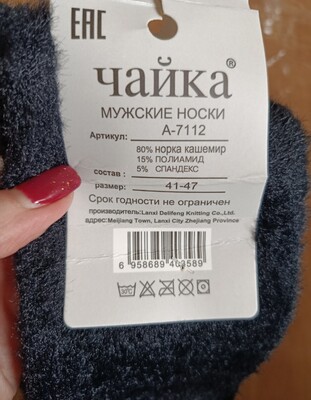 EAC
чайка®
МУЖСКИЕ НОСКИ
Артикул: А-7112
80% норка кашемир
15% ПОЛИАМИД
состав : 5% СПАНДЕКС
размер: 41-47
Срок годности не ограничен
производитель:Lanxi Dalifeng Knitting Co.,Ltd.
адрес:Meijiang Town, Lanxi City Zhejiang Province
6 958689 403589